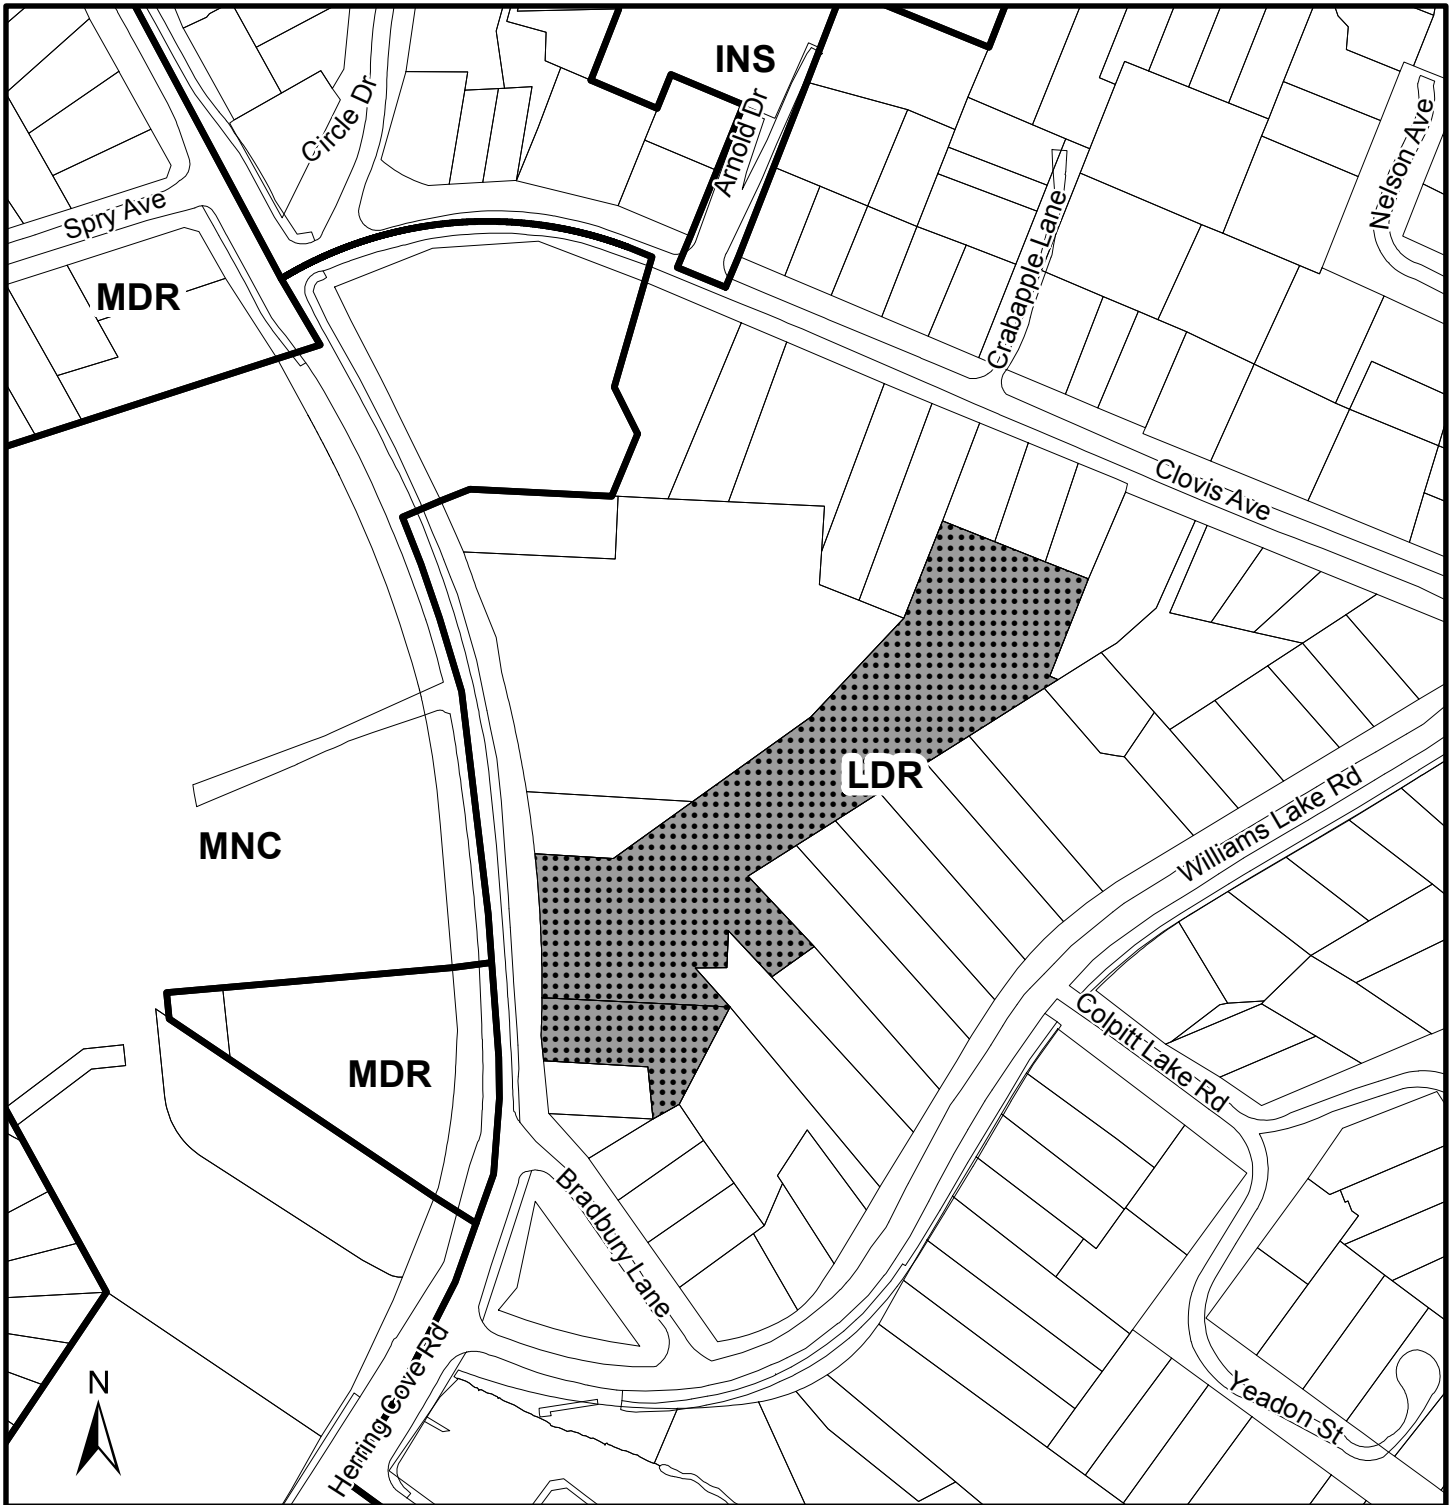 INS
Circle Dr
Arnold Dr
Nelson Ave
Spry Ave
Crabapple Lane
MDR
Clovis Ave
LDR
Williams Lake Rd
MNC
Colpitt Lake Rd
MDR
Bradbury Lane
Herring Cove Rd
Yeadon St
N